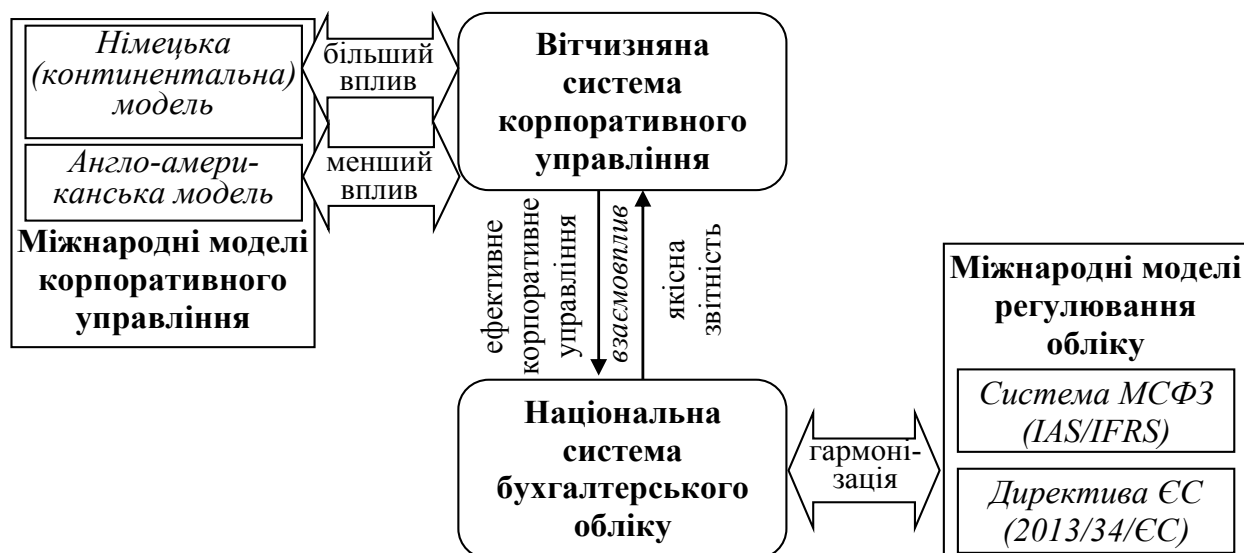 Німецька
(континентальна)
модель
Англо-амери-
канська модель
Міжнародні моделі
корпоративного
управління
більший
вплив
менший
вплив
Вітчизняна
система
корпоративного
управління
ефективне
корпоративне
управління
взаємовплив
якісна
звітність
Національна
система
бухгалтерського
обліку
гармоні-
зація
Міжнародні моделі
регулювання
обліку
Система МСФЗ
(IAS/IFRS)
Директива ЄС
(2013/34/ЄС)